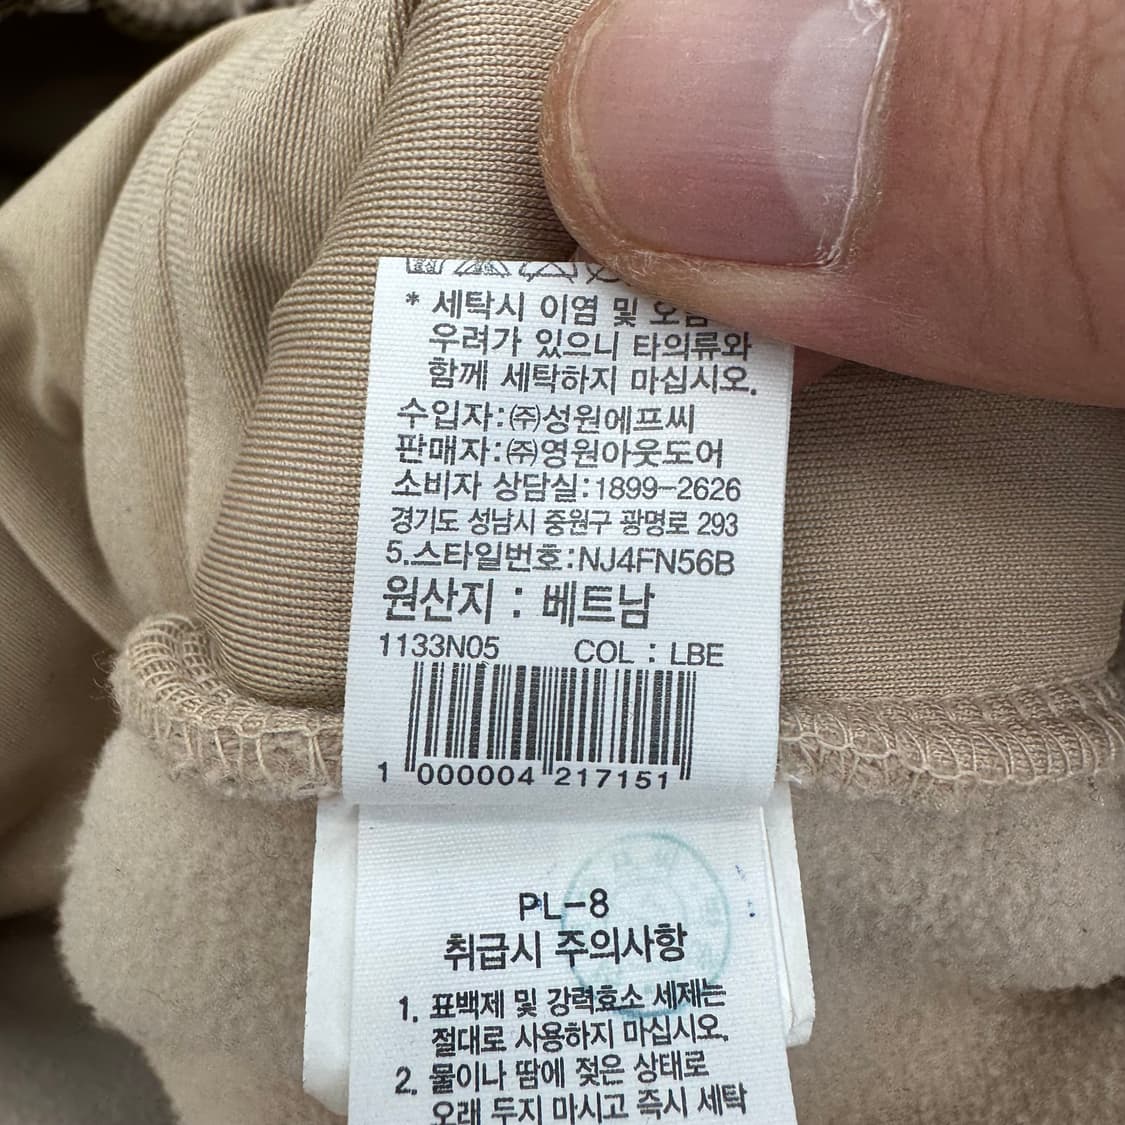 * 세탁시 이염 및 오염
우려가 있으니 타의류와
함께 세탁하지 마십시오.
수입자:㈜성원에프씨
판매자:㈜영원아웃도어
소비자 상담실:1899-2626
경기도 성남시 중원구 광명로 293
5.스타일번호:NJ4FN56B
원산지 : 베트남
1133N05 COL : LBE
1 000004 217151
PL-8
취급시 주의사항
1. 표백제 및 강력효소 세제는
절대로 사용하지 마십시오.
2. 물이나 땀에 젖은 상태로
오래 두지 마시고 즉시 세탁